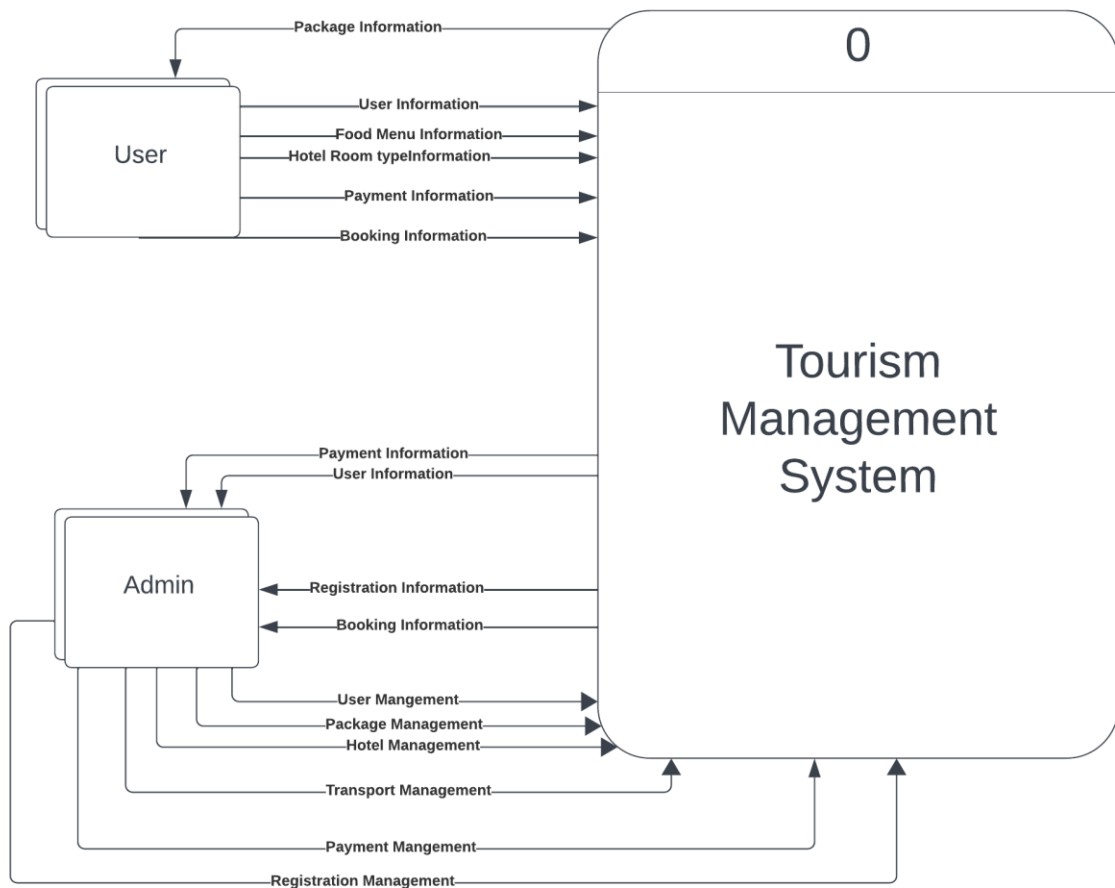 Package Information
0
User Information
User
Food Menu Information
Hotel Room typeInformation
Payment Information
Booking Information
Tourism
Management
System
Payment Information
User Information
Admin
Registration Information
Booking Information
User Mangement
Package Management
Hotel Management
Transport Management
Payment Mangement
Registration Management